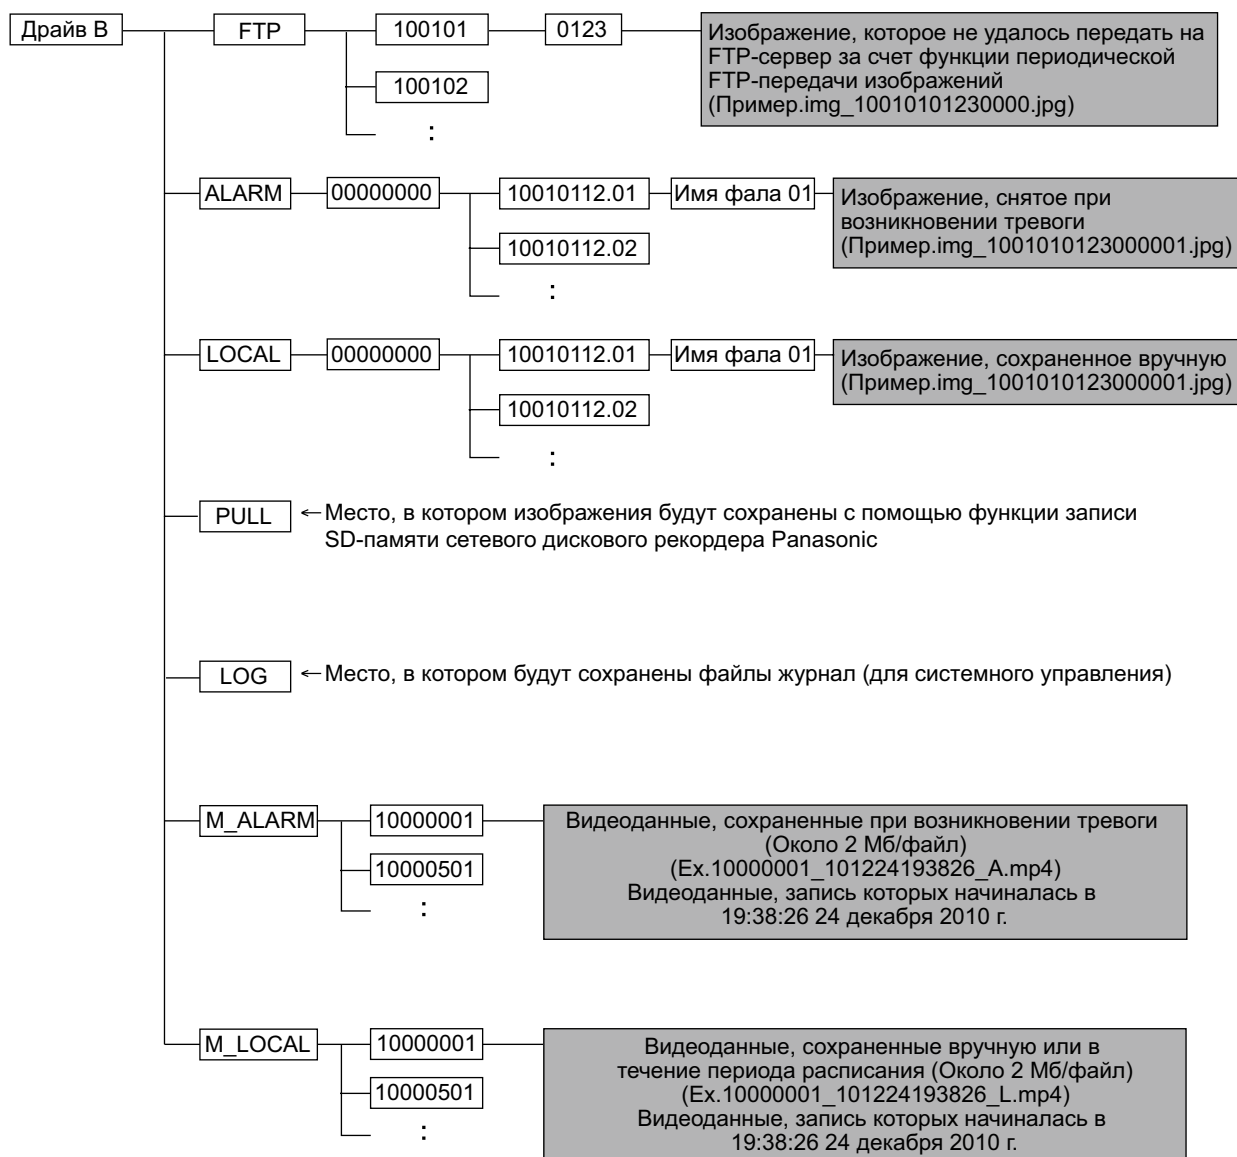 Драйв В
FTP
100101
0123
Изображение, которое не удалось передать на
FTP-сервер за счет функции периодической
FTP-передачи изображений
(Пример.img_10010101230000.jpg)
100102
:
ALARM
00000000
10010112.01
Имя фала 01
Изображение, снятое при
возникновении тревоги
(Пример.img_1001010123000001.jpg)
10010112.02
:
LOCAL
00000000
10010112.01
Имя фала 01
Изображение, сохраненное вручную
(Пример.img_1001010123000001.jpg)
10010112.02
:
PULL
←Место, в котором изображения будут сохранены с помощью функции записи
SD-памяти сетевого дискового рекордера Panasonic
LOG
←Место, в котором будут сохранены файлы журнал (для системного управления)
M_ALARM
10000001
Видеоданные, сохраненные при возникновении тревоги
(Около 2 Мб/файл)
(Ex.10000001_101224193826_A.mp4)
Видеоданные, запись которых начиналась в
19:38:26 24 декабря 2010 г.
10000501
:
M_LOCAL
10000001
Видеоданные, сохраненные вручную или в
течение периода расписания (Около 2 Мб/файл)
(Ex.10000001_101224193826_L.mp4)
Видеоданные, запись которых начиналась в
19:38:26 24 декабря 2010 г.
10000501
: